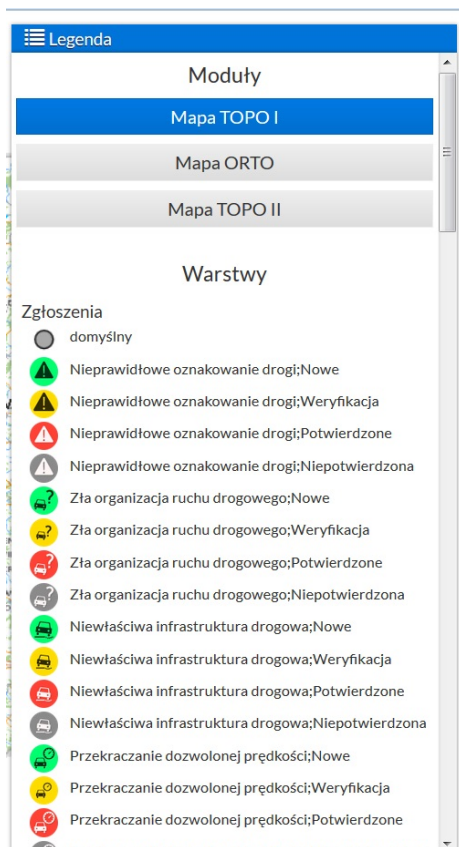 Legenda
Moduły
Mapa TOPO I
Mapa ORTO
Mapa TOPO II
Warstwy
Zgłoszenia
domyślny
Nieprawidłowe oznakowanie drogi;Nowe
Nieprawidłowe oznakowanie drogi;Weryfikacja
Nieprawidłowe oznakowanie drogi;Potwierdzone
Nieprawidłowe oznakowanie drogi;Niepotwierdzona
Zła organizacja ruchu drogowego;Nowe
Zła organizacja ruchu drogowego;Weryfikacja
Zła organizacja ruchu drogowego;Potwierdzone
Zła organizacja ruchu drogowego;Niepotwierdzona
Niewłaściwa infrastruktura drogowa;Nowe
Niewłaściwa infrastruktura drogowa;Weryfikacja
Niewłaściwa infrastruktura drogowa;Potwierdzone
Niewłaściwa infrastruktura drogowa;Niepotwierdzona
Przekraczanie dozwolonej prędkości;Nowe
Przekraczanie dozwolonej prędkości;Weryfikacja
Przekraczanie dozwolonej prędkości;Potwierdzone